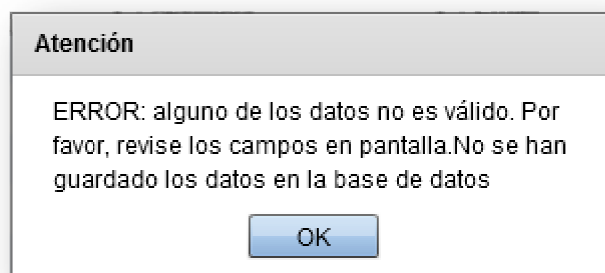 Atención
ERROR: alguno de los datos no es válido. Por
favor, revise los campos en pantalla.No se han
guardado los datos en la base de datos
OK